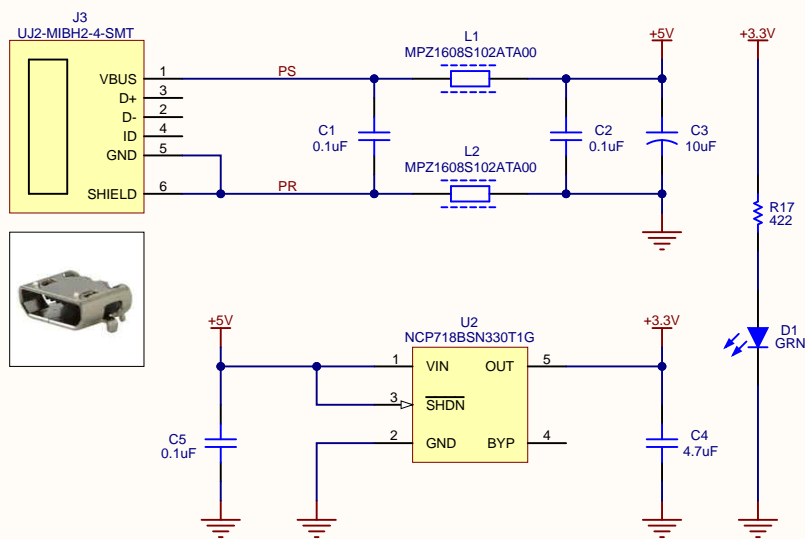 J3
UJ2-MIBH2-4-SMT
VBUS 1
D+ 3
D- 2
ID 4
GND 5
SHIELD 6
PS
PR
C1
0.1uF
L1
MPZ1608S102ATA00
L2
MPZ1608S102ATA00
C2
0.1uF
+5V
C3
10uF
+3.3V
R17
422
D1
GRN
+5V
C5
0.1uF
U2
NCP718BSN330T1G
1 VIN OUT 5
3 SHDN
2 GND BYP 4
+3.3V
C4
4.7uF